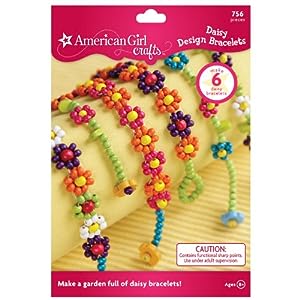 756
pieces
American Girl
crafts
Daisy
Design Bracelets
make
6
daisy
bracelets
CAUTION:
Contains functional sharp points.
Use under adult supervision.
Make a garden full of daisy bracelets!
Ages 8+